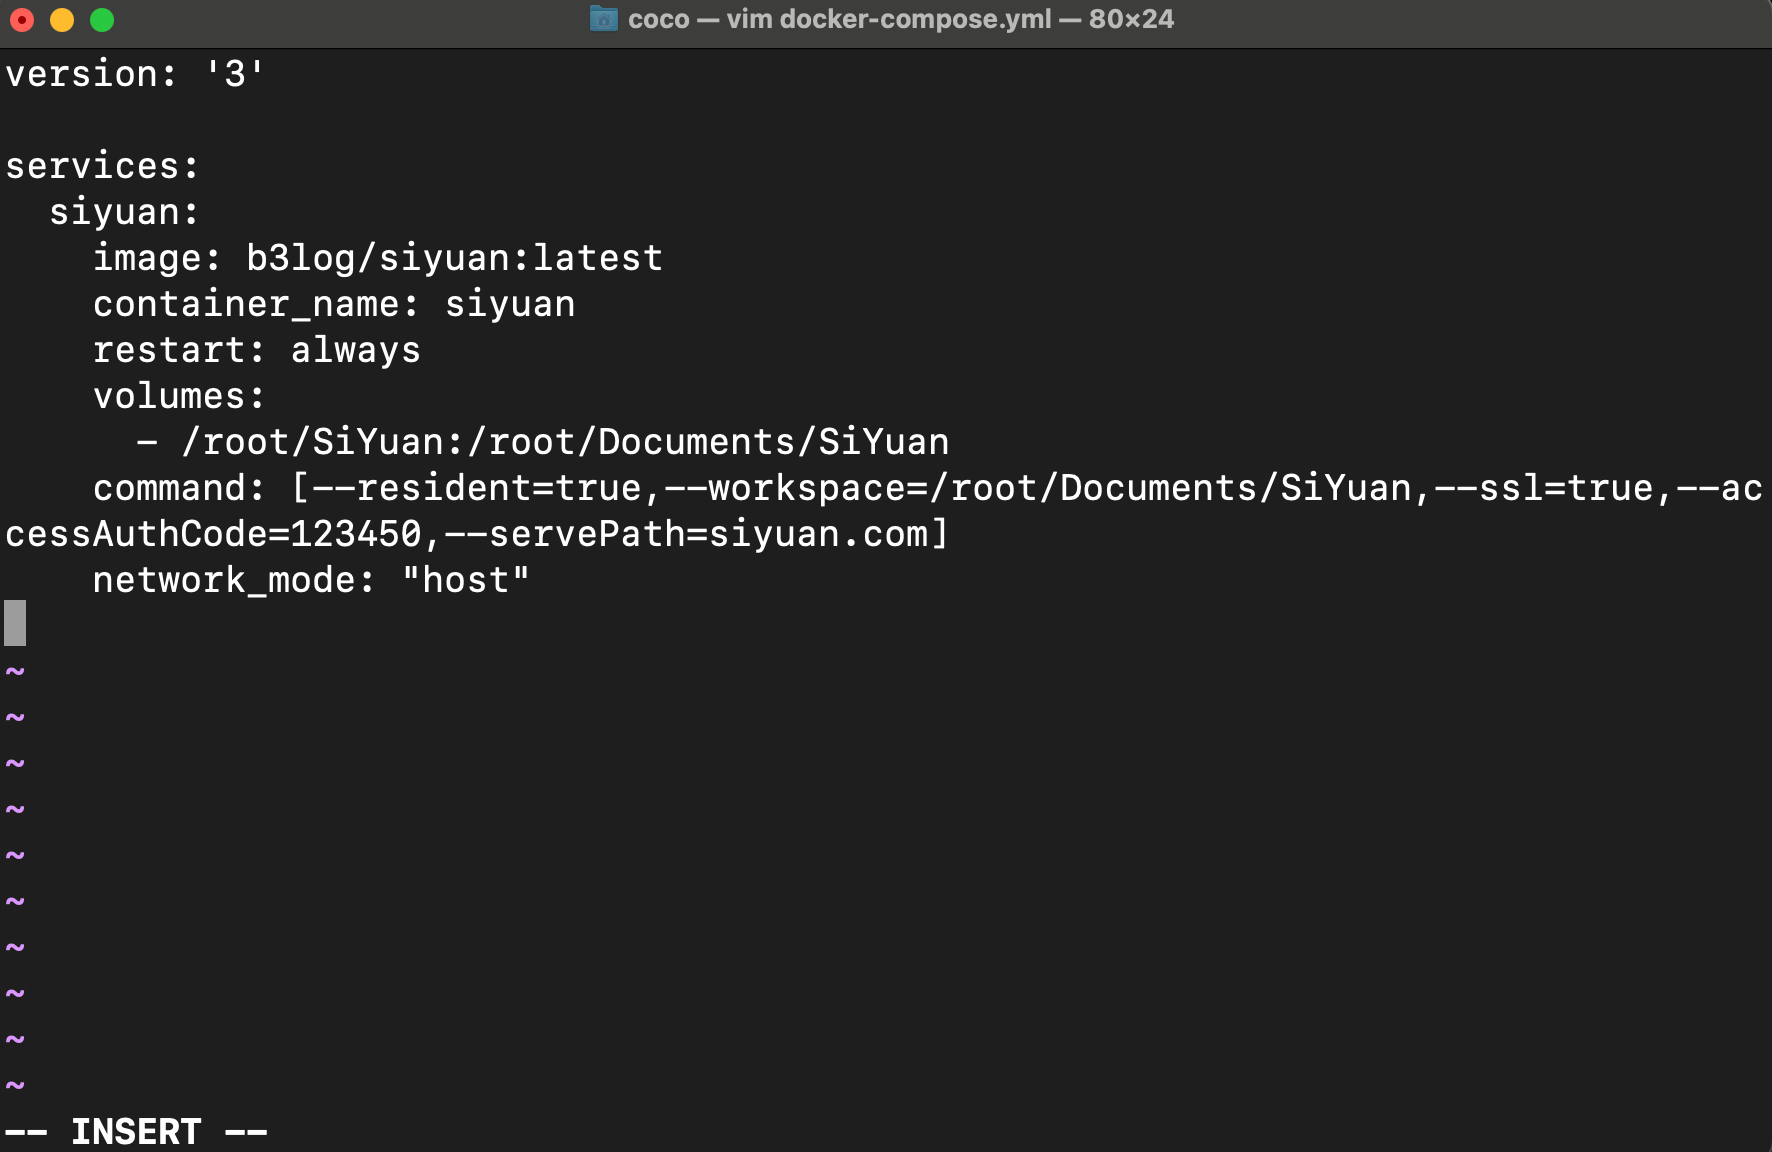 coco — vim docker-compose.yml — 80×24
version: '3'
services:
  siyuan:
    image: b3log/siyuan:latest
    container_name: siyuan
    restart: always
    volumes:
      - /root/SiYuan:/root/Documents/SiYuan
    command: [--resident=true,--workspace=/root/Documents/SiYuan,--ssl=true,--ac
cessAuthCode=123450,--servePath=siyuan.com]
    network_mode: "host"
~
~
~
~
~
~
~
~
~
~
-- INSERT --